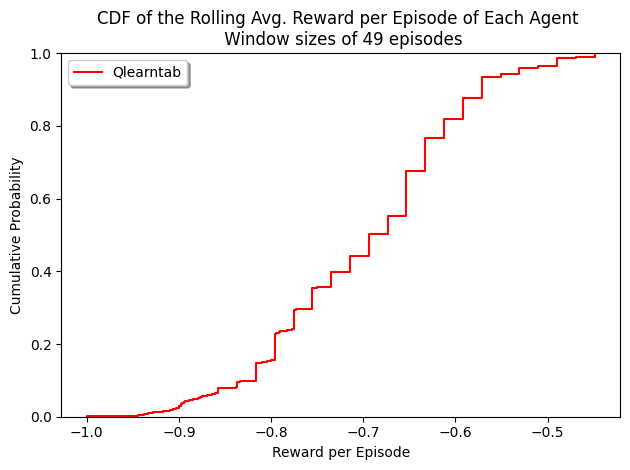 CDF of the Rolling Avg. Reward per Episode of Each Agent
Window sizes of 49 episodes
Qlearntab
1.0
0.8
0.6
0.4
0.2
0.0
Cumulative Probability
−1.0 −0.9 −0.8 −0.7 −0.6 −0.5
Reward per Episode